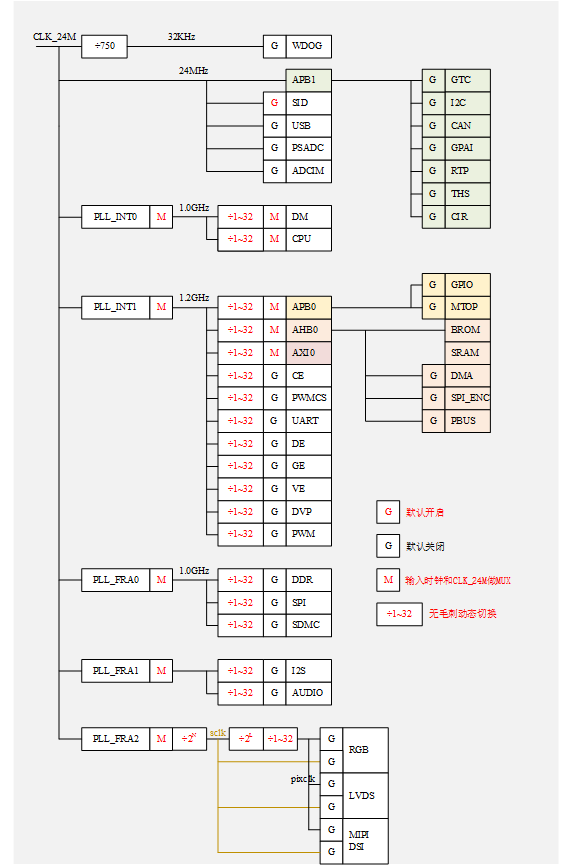 CLK_24M ÷750 32KHz G WDOG
24MHz APB1 G GTC
G SID G I2C
G USB G CAN
G PSADC G GPAI
G ADCIM G RTP
G THS
PLL_INT0 M 1.0GHz ÷1~32 M DM G CIR
÷1~32 M CPU
G GPIO
PLL_INT1 M 1.2GHz ÷1~32 M APB0 G MTOP
÷1~32 M AHB0 BROM
÷1~32 M AXI0 SRAM
÷1~32 G CE G DMA
÷1~32 G PWMCS G SPI_ENC
÷1~32 G UART G PBUS
÷1~32 G DE
÷1~32 G GE
÷1~32 G VE
÷1~32 G DVP
÷1~32 G PWM
G 默认开启
G 默认关闭
M 输入时钟和CLK_24M做MUX
÷1~32 无毛刺动态切换
PLL_FRA0 M 1.0GHz ÷1~32 G DDR
÷1~32 G SPI
÷1~32 G SDMC
PLL_FRA1 M ÷1~32 G I2S
÷1~32 G AUDIO
PLL_FRA2 M ÷2ᴺ sclk ÷2ᴸ ÷1~32 G
RGB
G
pixclk G
LVDS
G
G MIPI
DSI
G